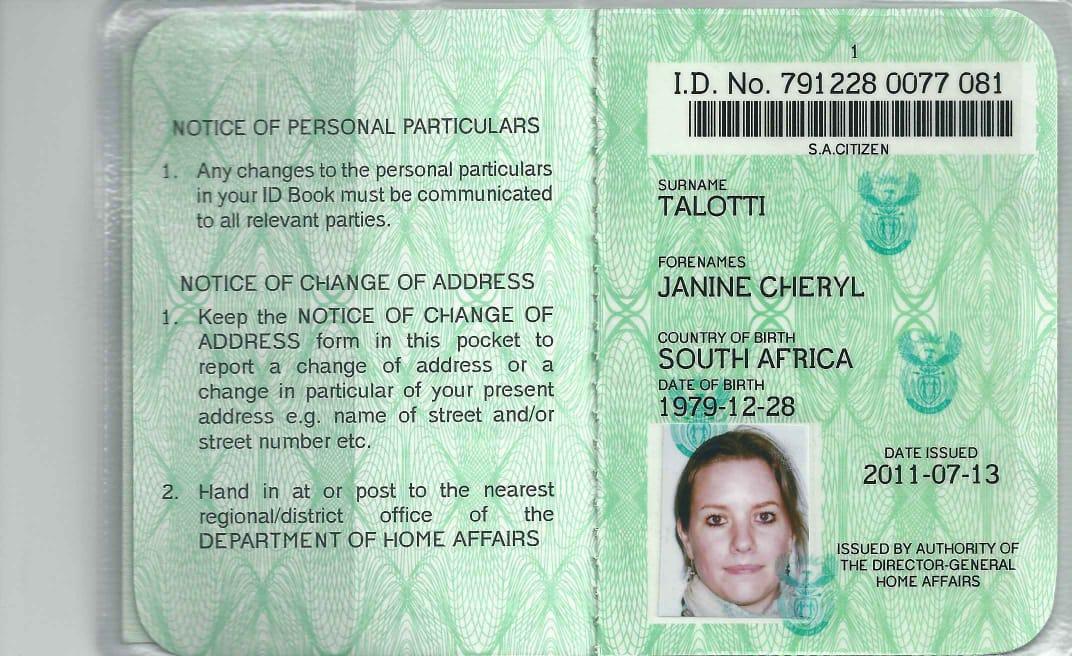 NOTICE OF PERSONAL PARTICULARS
1. Any changes to the personal particulars
in your ID Book must be communicated
to all relevant parties.
NOTICE OF CHANGE OF ADDRESS
1. Keep the NOTICE OF CHANGE OF
ADDRESS form in this pocket to
report a change of address or a
change in particular of your present
address e.g. name of street and/or
street number etc.
2. Hand in at or post to the nearest
regional/district office of the
DEPARTMENT OF HOME AFFAIRS
1
I.D. No. 791228 0077 081
S.A.CITIZEN
SURNAME
TALOTTI
FORENAMES
JANINE CHERYL
COUNTRY OF BIRTH
SOUTH AFRICA
DATE OF BIRTH
1979-12-28
DATE ISSUED
2011-07-13
ISSUED BY AUTHORITY OF
THE DIRECTOR-GENERAL
HOME AFFAIRS